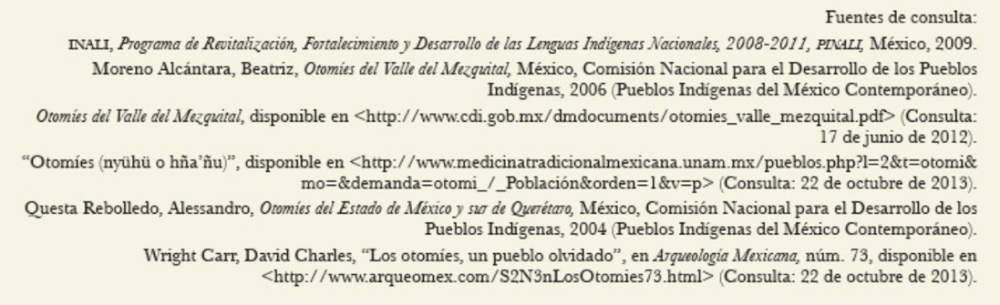 Fuentes de consulta:
INALI, Programa de Revitalización, Fortalecimiento y Desarrollo de las Lenguas Indígenas Nacionales, 2008-2011, PINALI, México, 2009.
Moreno Alcántara, Beatriz, Otomíes del Valle del Mezquital, México, Comisión Nacional para el Desarrollo de los Pueblos
Indígenas, 2006 (Pueblos Indígenas del México Contemporáneo).
Otomíes del Valle del Mezquital, disponible en <http://www.cdi.gob.mx/dmdocuments/otomies_valle_mezquital.pdf> (Consulta:
17 de junio de 2012).
“Otomíes (nyühü o hña’ñu)”, disponible en <http://www.medicinatradicionalmexicana.unam.mx/pueblos.php?l=2&t=otomi&
mo=&demanda=otomi_/_Población&orden=1&v=p> (Consulta: 22 de octubre de 2013).
Questa Rebolledo, Alessandro, Otomíes del Estado de México y sur de Querétaro, México, Comisión Nacional para el Desarrollo de los
Pueblos Indígenas, 2004 (Pueblos Indígenas del México Contemporáneo).
Wright Carr, David Charles, “Los otomíes, un pueblo olvidado”, en Arqueología Mexicana, núm. 73, disponible en
<http://www.arqueomex.com/S2N3nLosOtomies73.html> (Consulta: 22 de octubre de 2013).